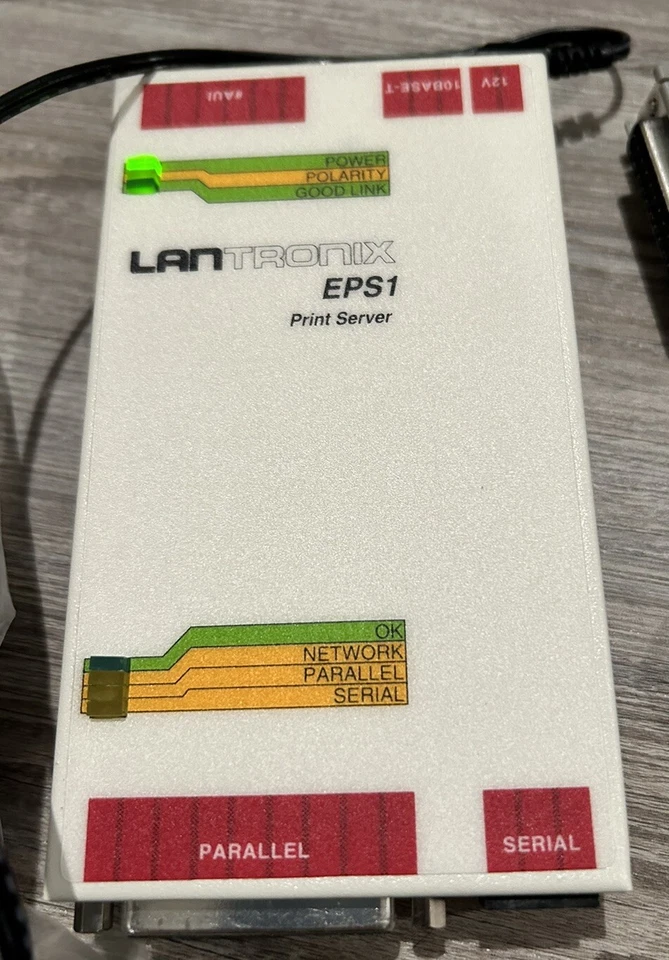 AUI
10BASE-T
12V
POWER
POLARITY
GOOD LINK
LANTRONIX
EPS1
Print Server
OK
NETWORK
PARALLEL
SERIAL
PARALLEL
SERIAL